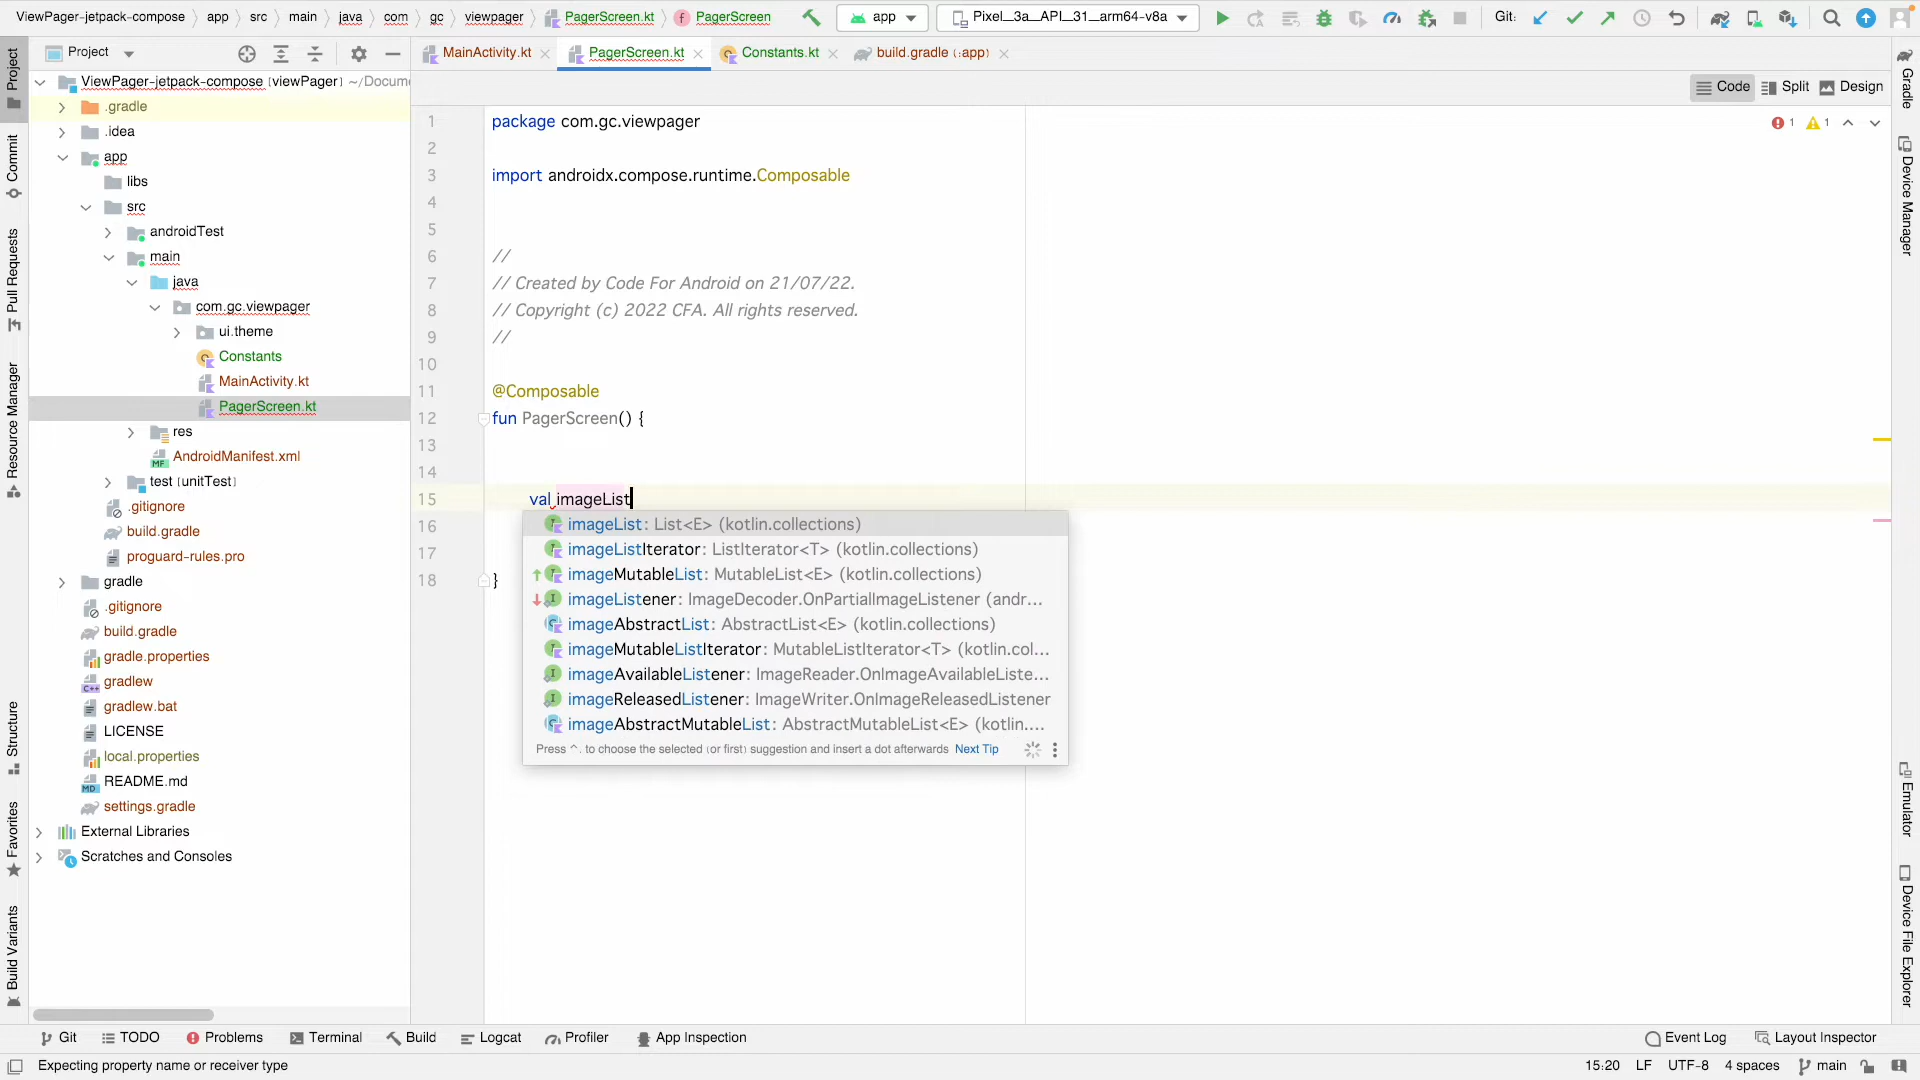 ViewPager-jetpack-compose app src main java com gc viewpager PagerScreen.kt PagerScreen app Pixel_3a_API_31_arm64-v8a Git:
Project
MainActivity.kt PagerScreen.kt Constants.kt build.gradle (:app)
Code Split Design
ViewPager-jetpack-compose [viewPager] ~/Docum
.gradle
.idea
app
libs
src
androidTest
main
java
com.gc.viewpager
ui.theme
Constants
MainActivity.kt
PagerScreen.kt
res
AndroidManifest.xml
test (unitTest)
.gitignore
build.gradle
proguard-rules.pro
gradle
.gitignore
build.gradle
gradle.properties
gradlew
gradlew.bat
LICENSE
local.properties
README.md
settings.gradle
External Libraries
Scratches and Consoles
1 package com.gc.viewpager
2
3 import androidx.compose.runtime.Composable
4
5
6 //
7 // Created by Code For Android on 21/07/22.
8 // Copyright (c) 2022 CFA. All rights reserved.
9 //
10
11 @Composable
12 fun PagerScreen() {
13
14
15 val imageList
16
17
18 }
1 1
imageList: List<E> (kotlin.collections)
imageListIterator: ListIterator<T> (kotlin.collections)
imageMutableList: MutableList<E> (kotlin.collections)
imageListener: ImageDecoder.OnPartialImageListener (andr...
imageAbstractList: AbstractList<E> (kotlin.collections)
imageMutableListIterator: MutableListIterator<T> (kotlin.col...
imageAvailableListener: ImageReader.OnImageAvailableListe...
imageReleasedListener: ImageWriter.OnImageReleasedListener
imageAbstractMutableList: AbstractMutableList<E> (kotlin....
Press ^. to choose the selected (or first) suggestion and insert a dot afterwards Next Tip
Project
Commit
Pull Requests
Resource Manager
Structure
Favorites
Build Variants
Gradle
Device Manager
Emulator
Device File Explorer
Git TODO Problems Terminal Build Logcat Profiler App Inspection Event Log Layout Inspector
Expecting property name or receiver type 15:20 LF UTF-8 4 spaces main